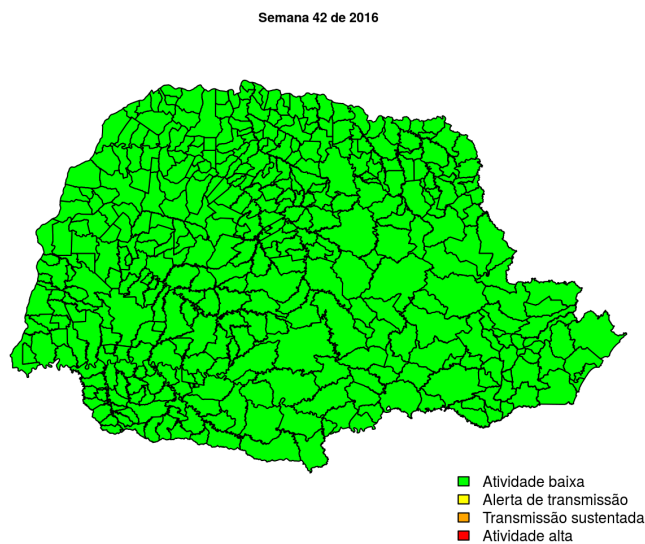 Semana 42 de 2016
Atividade baixa
Alerta de transmissão
Transmissão sustentada
Atividade alta